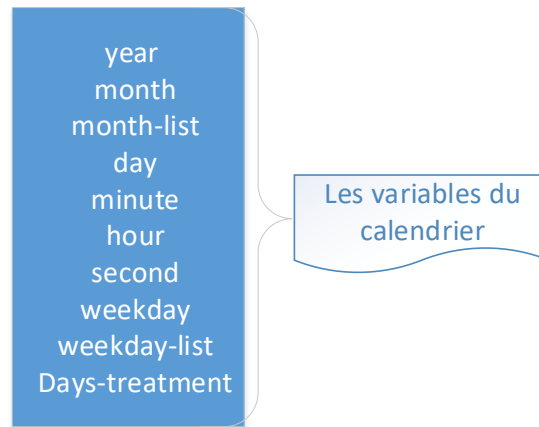 year
month
month-list
day
minute
hour
second
weekday
weekday-list
Days-treatment
Les variables du
calendrier